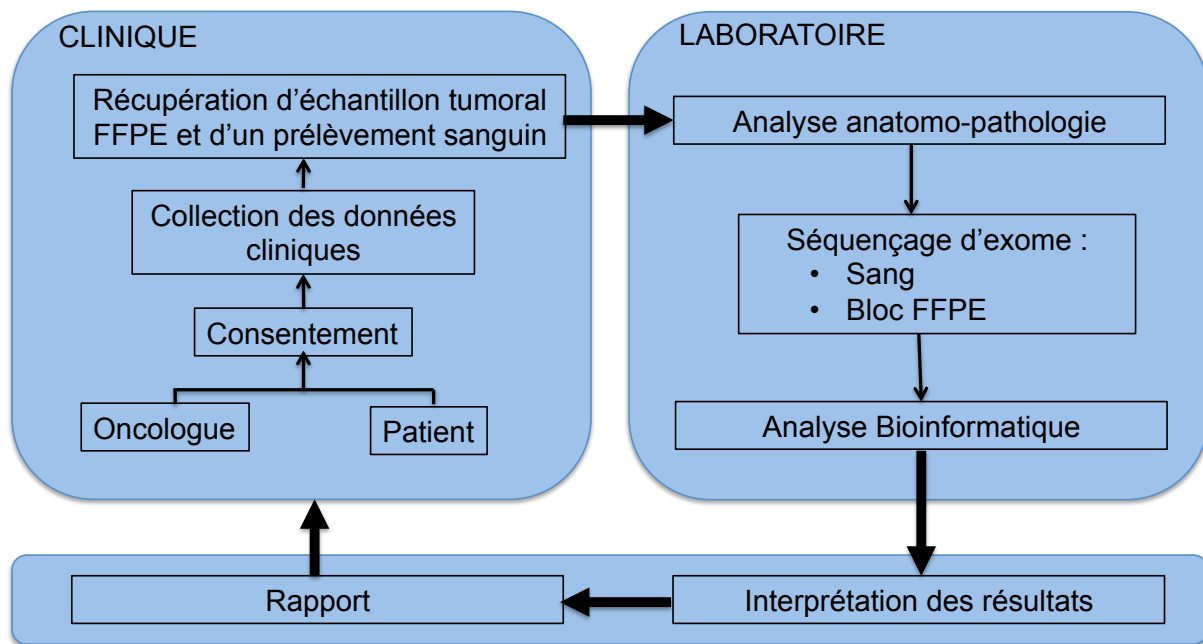 CLINIQUE
Récupération d'échantillon tumoral
FFPE et d'un prélèvement sanguin
Collection des données
cliniques
Consentement
Oncologue
Patient
LABORATOIRE
Analyse anatomo-pathologie
Séquençage d'exome :
• Sang
• Bloc FFPE
Analyse Bioinformatique
Interprétation des résultats
Rapport